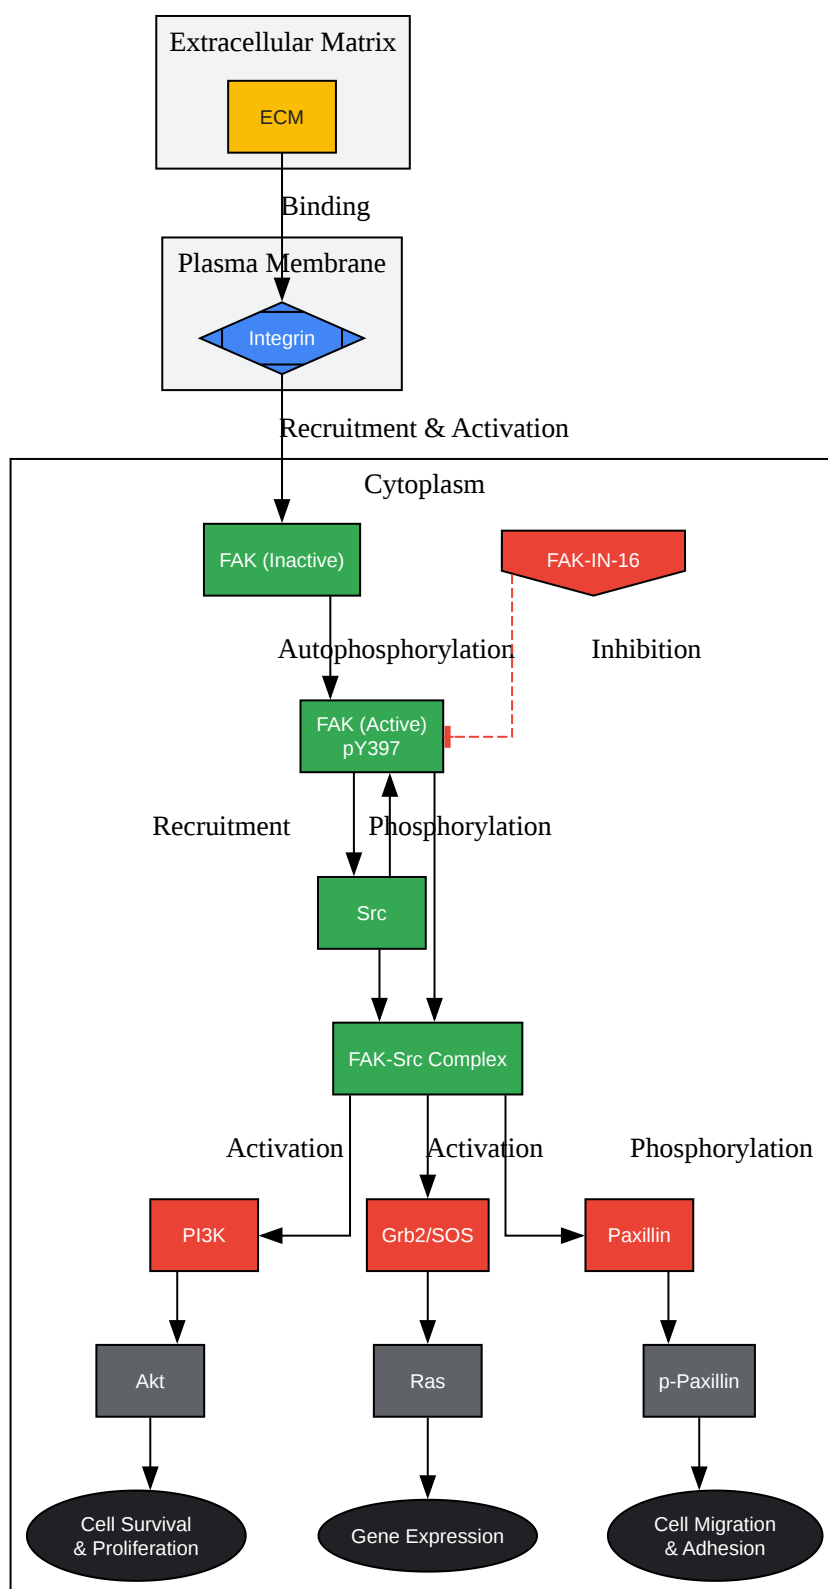 Extracellular Matrix
ECM
Binding
Plasma Membrane
Integrin
Recruitment & Activation
Cytoplasm
FAK (Inactive)
FAK-IN-16
Autophosphorylation
Inhibition
FAK (Active)
pY397
Recruitment
Phosphorylation
Src
FAK-Src Complex
Activation
Activation
Phosphorylation
PI3K
Grb2/SOS
Paxillin
Akt
Ras
p-Paxillin
Cell Survival
& Proliferation
Gene Expression
Cell Migration
& Adhesion